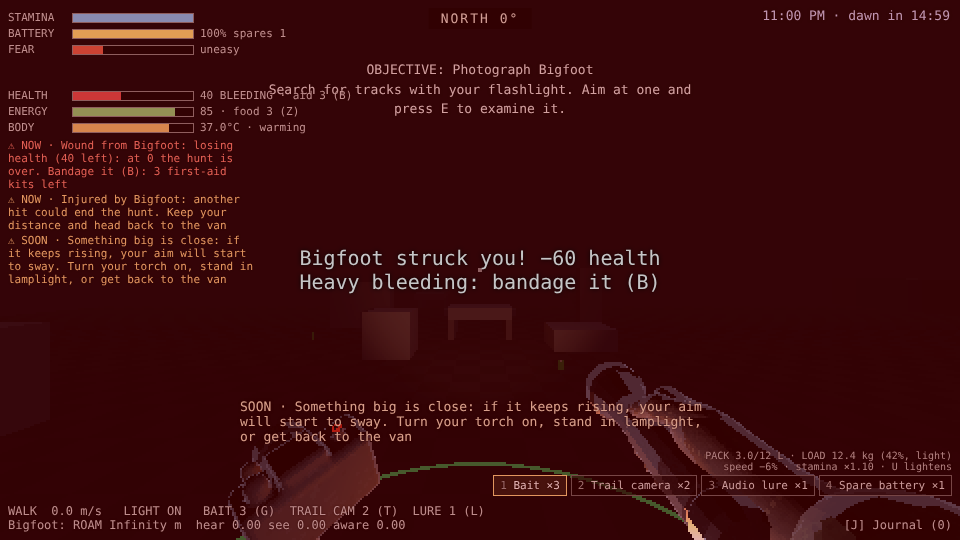 STAMINA
BATTERY 100% spares 1
FEAR uneasy
NORTH 0°
11:00 PM · dawn in 14:59
OBJECTIVE: Photograph Bigfoot
Search for tracks with your flashlight. Aim at one and
press E to examine it.
HEALTH 40 BLEEDING · aid 3 (B)
ENERGY 85 · food 3 (Z)
BODY 37.0°C · warming
⚠ NOW · Wound from Bigfoot: losing
health (40 left): at 0 the hunt is
over. Bandage it (B): 3 first-aid
kits left
⚠ NOW · Injured by Bigfoot: another
hit could end the hunt. Keep your
distance and head back to the van
⚠ SOON · Something big is close: if
it keeps rising, your aim will start
to sway. Turn your torch on, stand in
lamplight, or get back to the van
Bigfoot struck you! −60 health
Heavy bleeding: bandage it (B)
SOON · Something big is close: if it keeps rising, your aim
will start to sway. Turn your torch on, stand in lamplight,
or get back to the van
PACK 3.0/12 L · LOAD 12.4 kg (42%, light)
speed −6% · stamina ×1.10 · U lightens
1 Bait ×3 2 Trail camera ×2 3 Audio lure ×1 4 Spare battery ×1
WALK 0.0 m/s LIGHT ON BAIT 3 (G) TRAIL CAM 2 (T) LURE 1 (L)
Bigfoot: ROAM Infinity m hear 0.00 see 0.00 aware 0.00
[J] Journal (0)